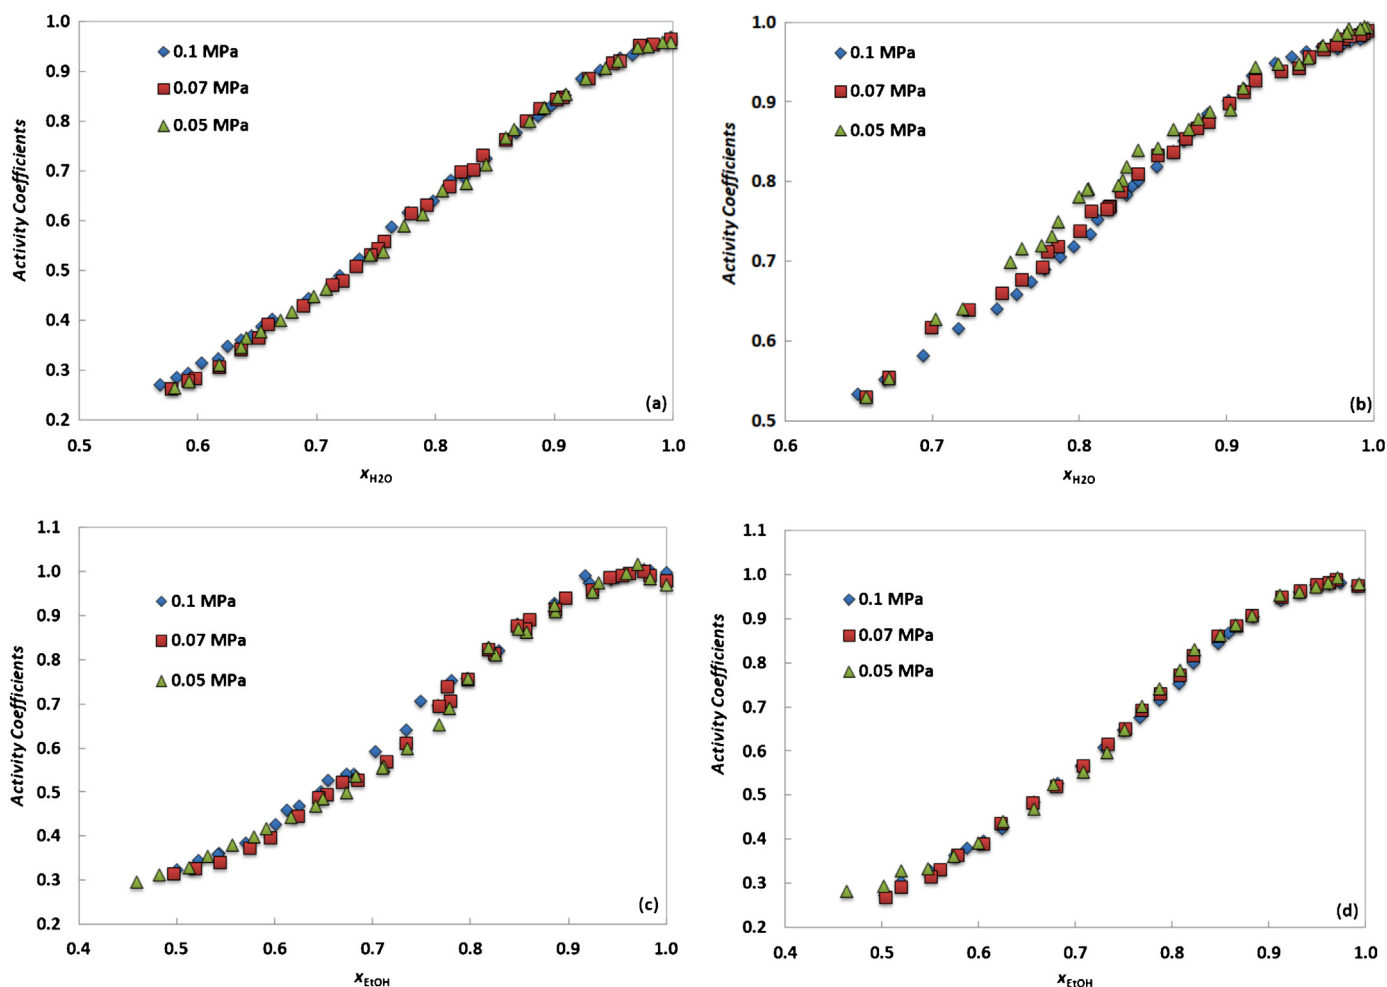 1.0
0.9
0.8
0.7
0.6
0.5
0.4
0.3
0.2
Activity Coefficients
0.1 MPa
0.07 MPa
0.05 MPa
(a)
0.5 0.6 0.7 0.8 0.9 1.0
xH2O
1.0
0.9
0.8
0.7
0.6
0.5
Activity Coefficients
0.1 MPa
0.07 MPa
0.05 MPa
(b)
0.6 0.7 0.8 0.9 1.0
xH2O
1.1
1.0
0.9
0.8
0.7
0.6
0.5
0.4
0.3
0.2
Activity Coefficients
0.1 MPa
0.07 MPa
0.05 MPa
(c)
0.4 0.5 0.6 0.7 0.8 0.9 1.0
xEtOH
1.1
1.0
0.9
0.8
0.7
0.6
0.5
0.4
0.3
0.2
Activity Coefficients
0.1 MPa
0.07 MPa
0.05 MPa
(d)
0.4 0.5 0.6 0.7 0.8 0.9 1.0
xEtOH